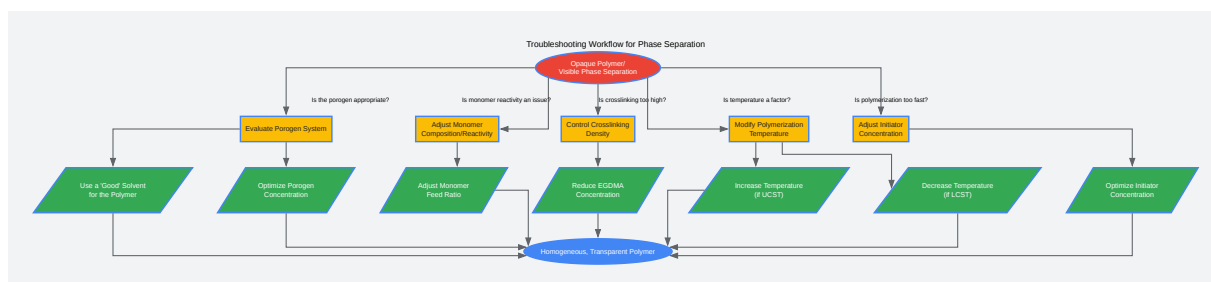 Troubleshooting Workflow for Phase Separation
Opaque Polymer/
Visible Phase Separation
Is the porogen appropriate?
Is monomer reactivity an issue?
Is crosslinking too high?
Is temperature a factor?
Is polymerization too fast?
Evaluate Porogen System
Adjust Monomer
Composition/Reactivity
Control Crosslinking
Density
Modify Polymerization
Temperature
Adjust Initiator
Concentration
Use a 'Good' Solvent
for the Polymer
Optimize Porogen
Concentration
Adjust Monomer
Feed Ratio
Reduce EGDMA
Concentration
Increase Temperature
(if UCST)
Decrease Temperature
(if LCST)
Optimize Initiator
Concentration
Homogeneous, Transparent Polymer